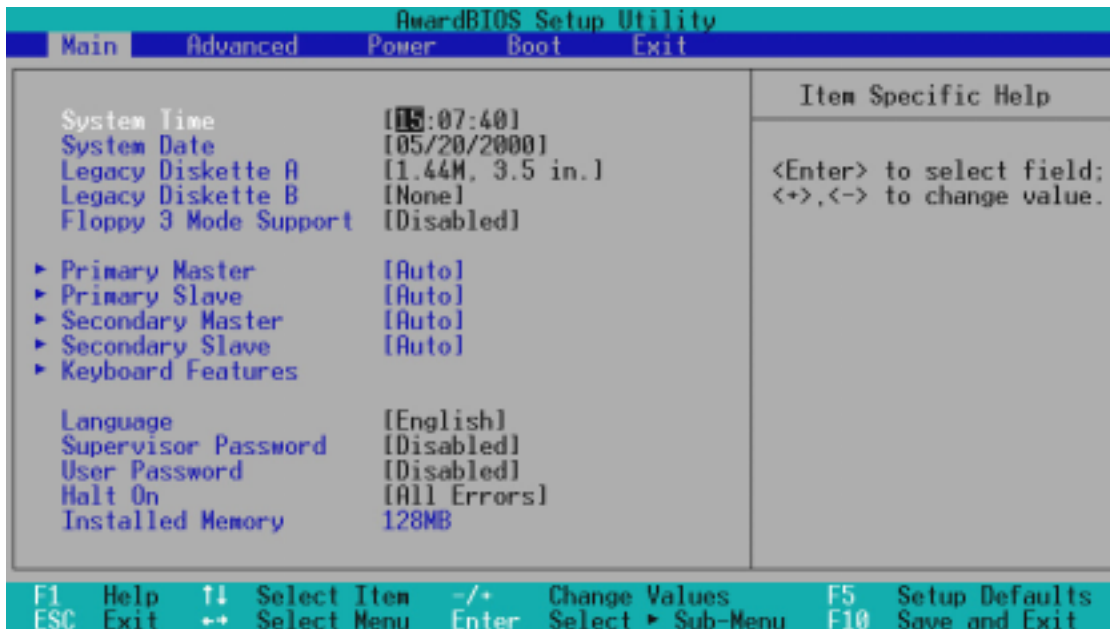 AwardBIOS Setup Utility
Main Advanced Power Boot Exit
Item Specific Help
System Time [15:07:40]
System Date [05/20/2000]
Legacy Diskette A [1.44M, 3.5 in.] <Enter> to select field;
Legacy Diskette B [None] <+>,<-> to change value.
Floppy 3 Mode Support [Disabled]
► Primary Master [Auto]
► Primary Slave [Auto]
► Secondary Master [Auto]
► Secondary Slave [Auto]
► Keyboard Features
Language [English]
Supervisor Password [Disabled]
User Password [Disabled]
Halt On [All Errors]
Installed Memory 128MB
F1 Help ↑↓ Select Item -/+ Change Values F5 Setup Defaults
ESC Exit ←→ Select Menu Enter Select ► Sub-Menu F10 Save and Exit